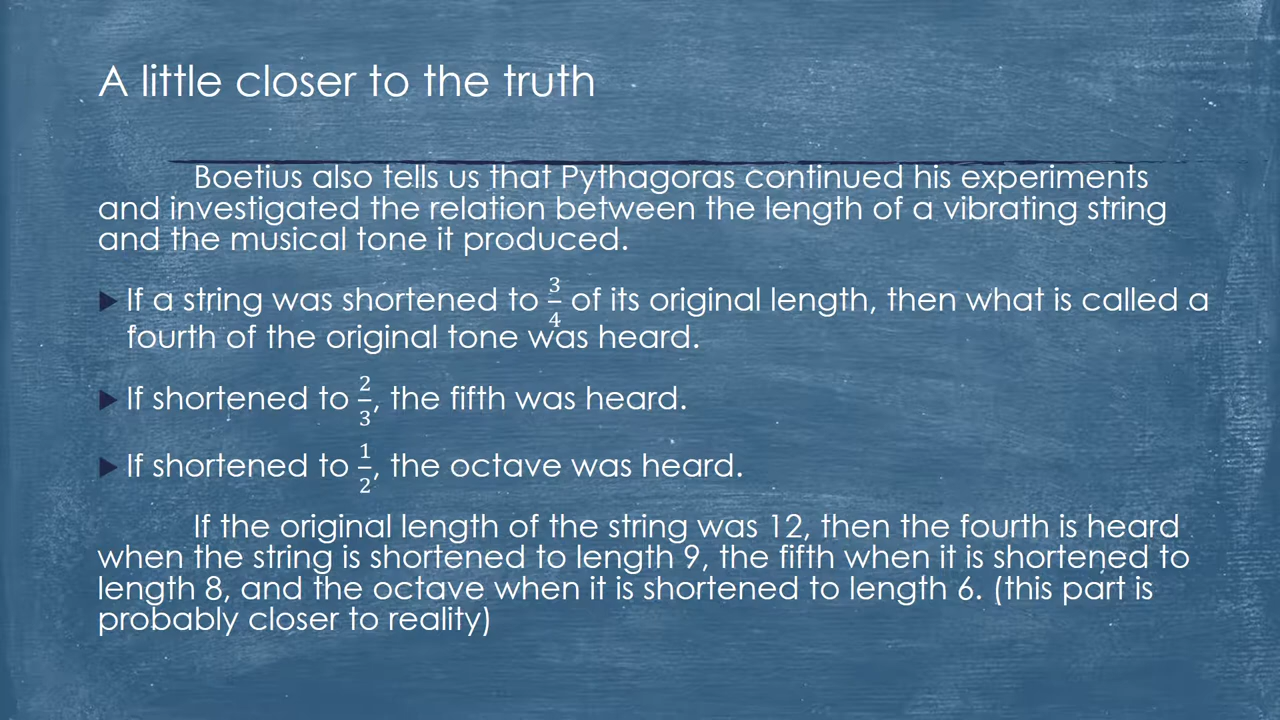 A little closer to the truth
Boetius also tells us that Pythagoras continued his experiments
and investigated the relation between the length of a vibrating string
and the musical tone it produced.
If a string was shortened to 3/4 of its original length, then what is called a
fourth of the original tone was heard.
If shortened to 2/3, the fifth was heard.
If shortened to 1/2, the octave was heard.
If the original length of the string was 12, then the fourth is heard
when the string is shortened to length 9, the fifth when it is shortened to
length 8, and the octave when it is shortened to length 6. (this part is
probably closer to reality)